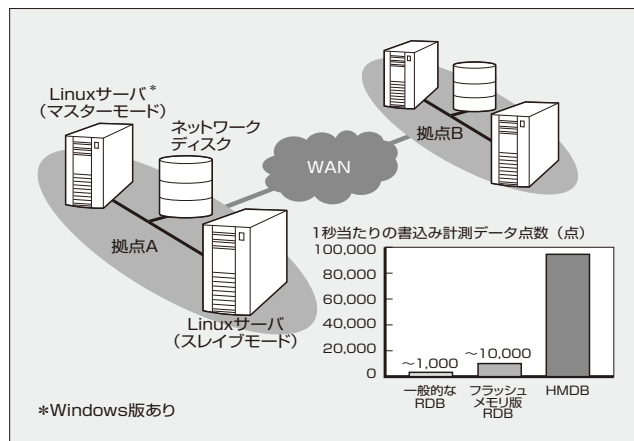 Linuxサーバ*
（マスターモード）
ネットワーク
ディスク
拠点A
Linuxサーバ
（スレイブモード）
WAN
拠点B
1秒当たりの書込み計測データ点数（点）
100,000
80,000
60,000
40,000
20,000
0
～1,000
～10,000
一般的な
RDB
フラッシュ
メモリ版
RDB
HMDB
*Windows版あり